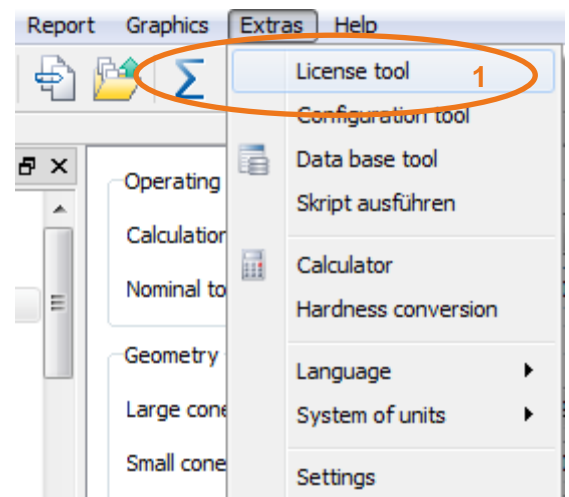 Report Graphics Extras Help
Σ
License tool 1
Configuration tool
Data base tool
Skript ausführen
Calculator
Hardness conversion
Language
System of units
Settings
Operating
Calculation
Nominal to
Geometry
Large cone
Small cone